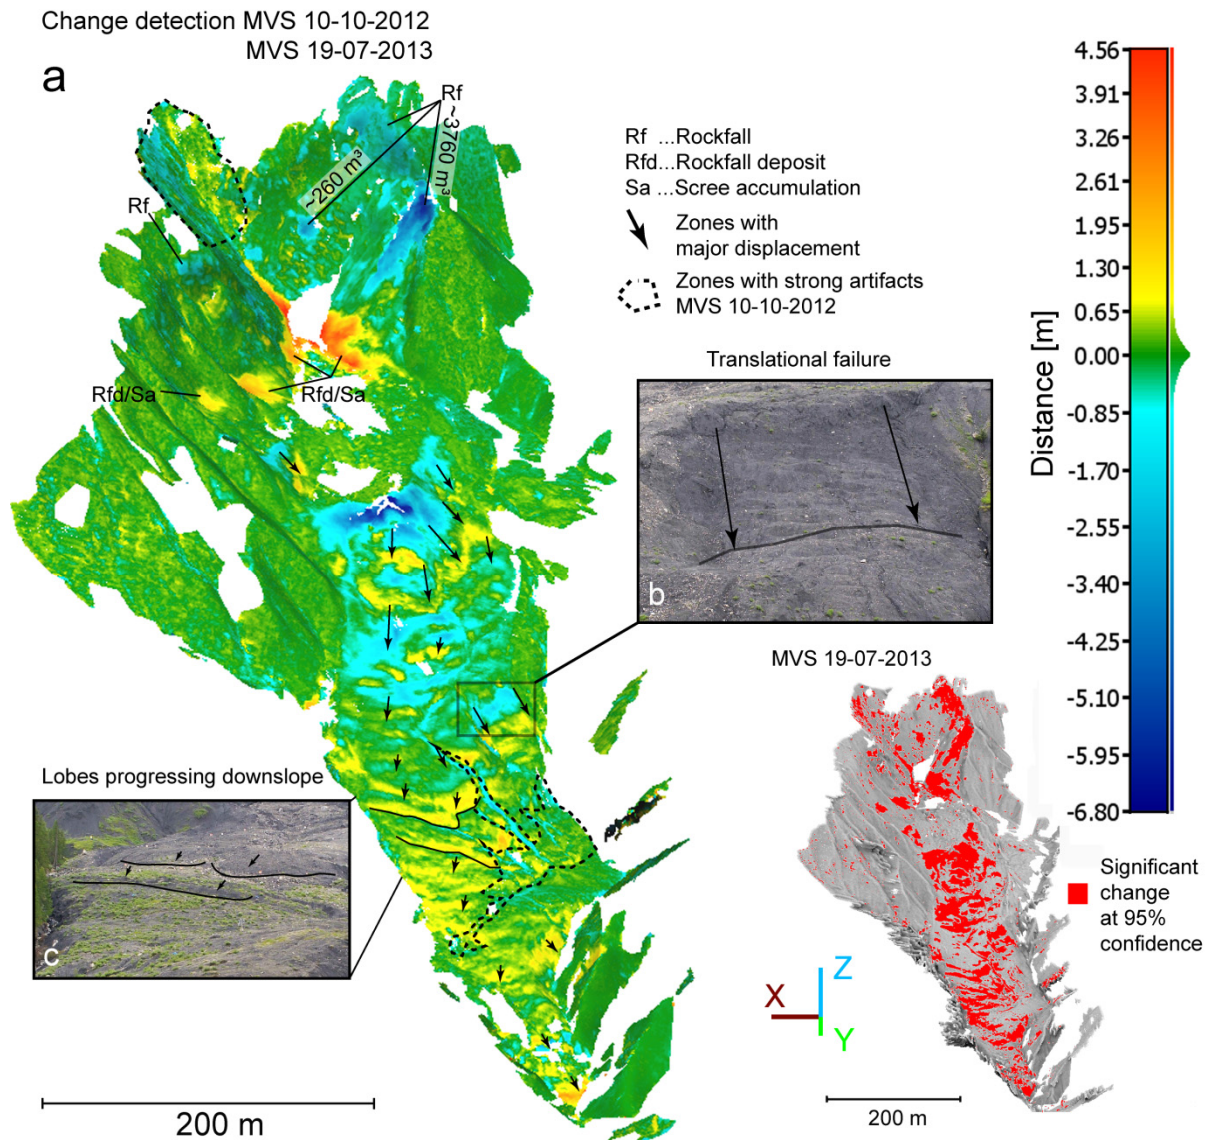 Change detection MVS 10-10-2012
MVS 19-07-2013
a
Rf
~260 m³
~3760 m³
Rf
Rfd/Sa
Rfd/Sa
Rf ...Rockfall
Rfd...Rockfall deposit
Sa ...Scree accumulation
Zones with
major displacement
Zones with strong artifacts
MVS 10-10-2012
Translational failure
b
Lobes progressing downslope
c
200 m
MVS 19-07-2013
Significant
change
at 95%
confidence
X
Z
Y
200 m
Distance [m]
4.56
3.91
3.26
2.61
1.95
1.30
0.65
0.00
-0.85
-1.70
-2.55
-3.40
-4.25
-5.10
-5.95
-6.80